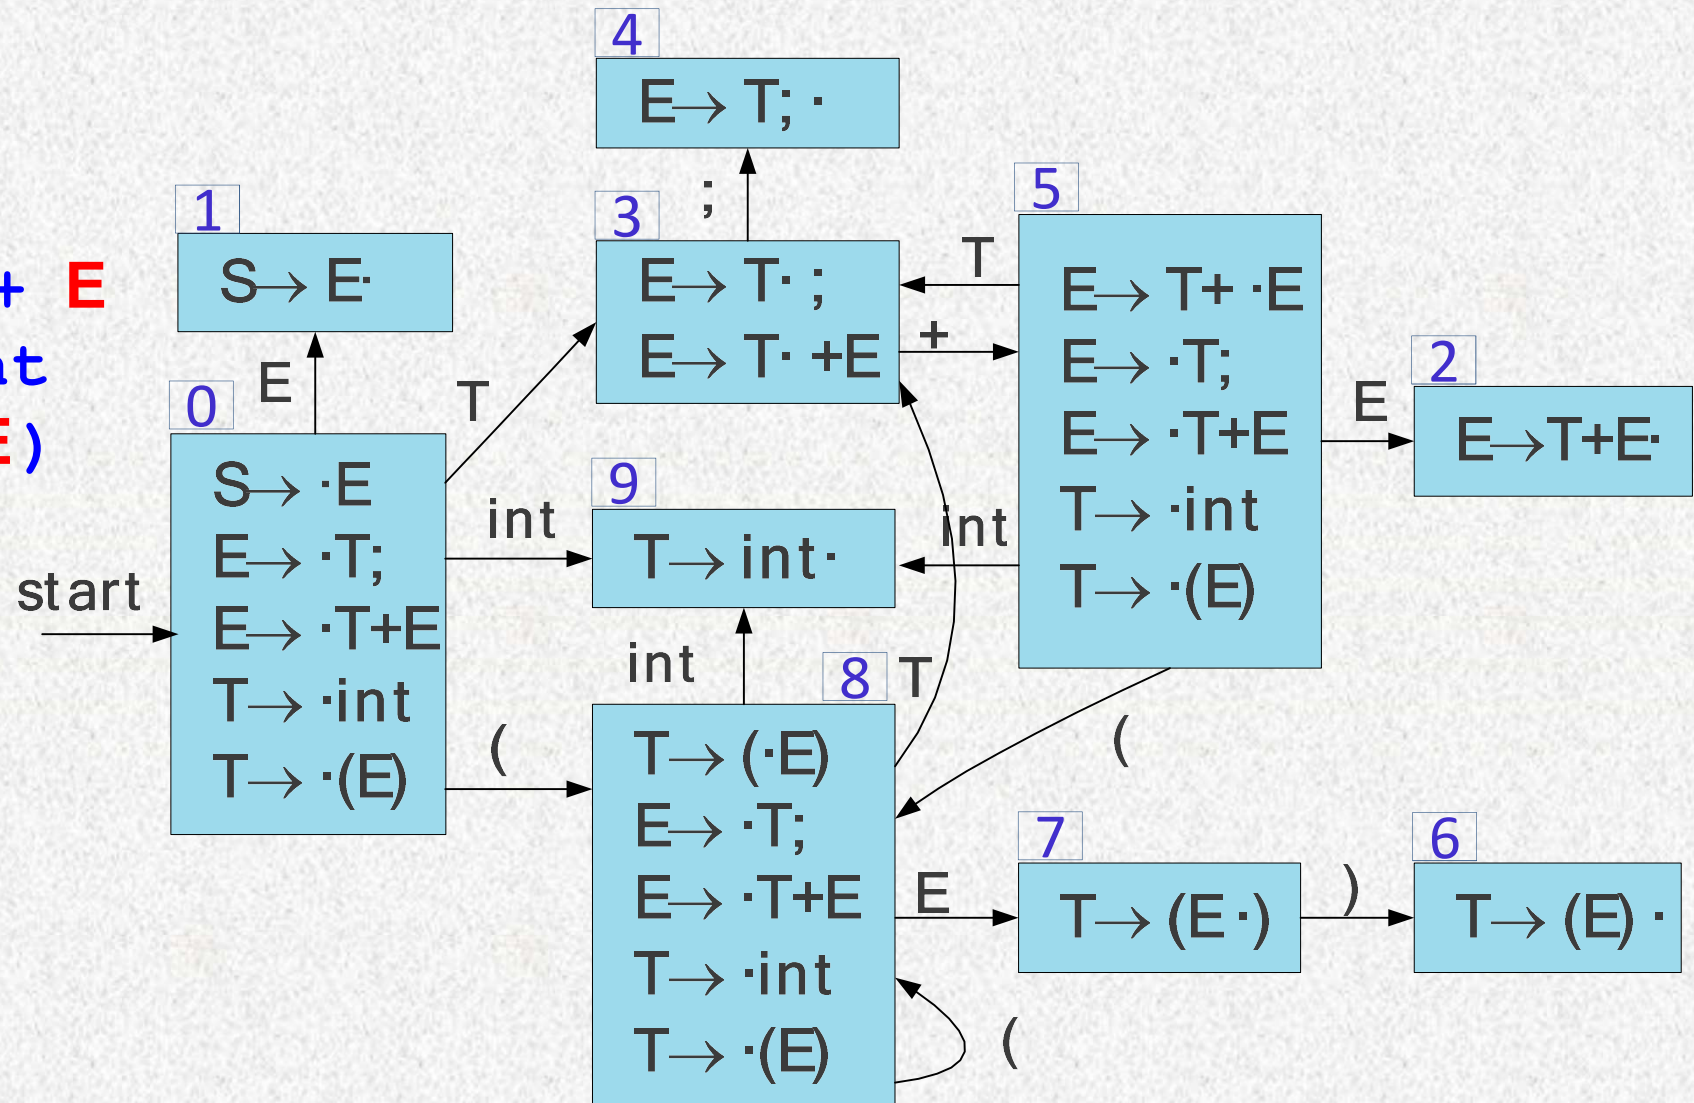 4
E→ T; ·
;
1
S→ E·
3
E→ T· ;
E→ T· +E
5
T
+
E→ T+ ·E
E→ ·T;
E→ ·T+E
T→ ·int
T→ ·(E)
+ E
E)
E
T
0
S→ ·E
E→ ·T;
E→ ·T+E
T→ ·int
T→ ·(E)
start
int
9
T→ int ·
int
E
2
E→T+E·
int
8
T
(
(
T→ (·E)
E→ ·T;
E→ ·T+E
T→ ·int
T→ ·(E)
E
7
T→ (E ·)
)
6
T→ (E) ·
(